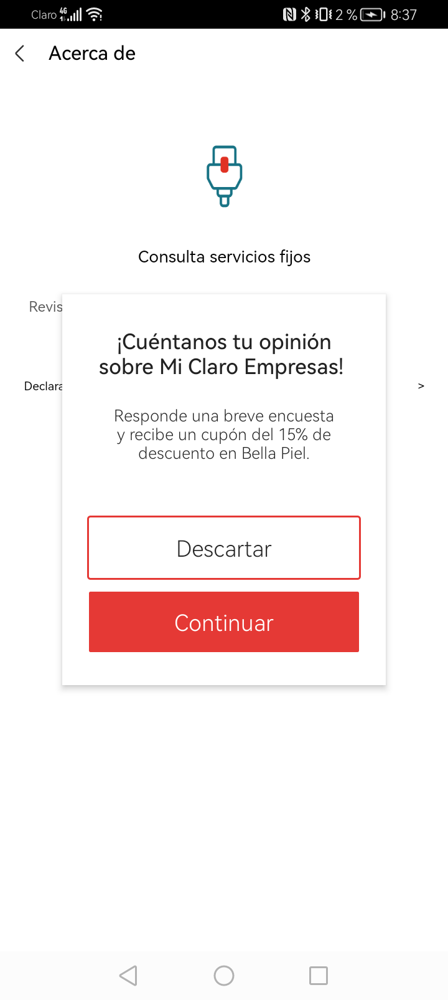 Claro 4G 2 % 8:37
Acerca de
Consulta servicios fijos
Revis
¡Cuéntanos tu opinión
sobre Mi Claro Empresas!
Declara >
Responde una breve encuesta
y recibe un cupón del 15% de
descuento en Bella Piel.
Descartar
Continuar